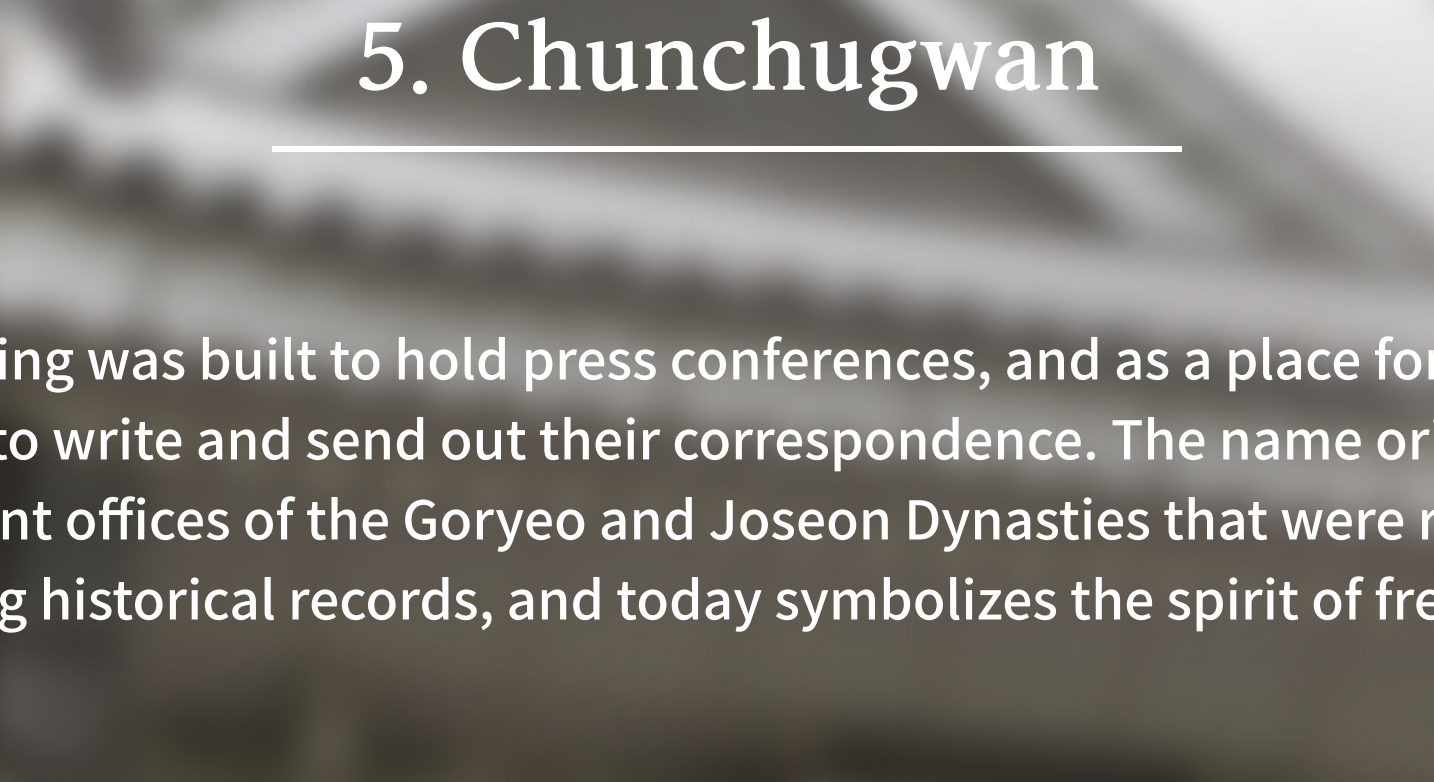 5. Chunchugwan
ing was built to hold press conferences, and as a place for
to write and send out their correspondence. The name ori
nt offices of the Goryeo and Joseon Dynasties that were r
g historical records, and today symbolizes the spirit of fre